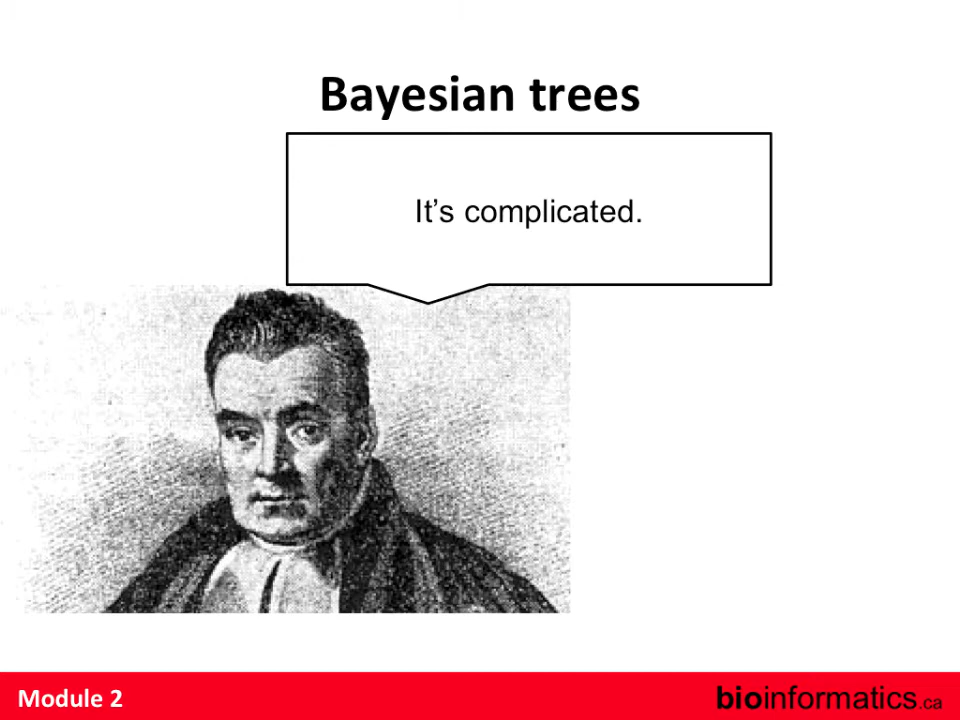 Bayesian trees
It’s complicated.
Module 2
bioinformatics.ca